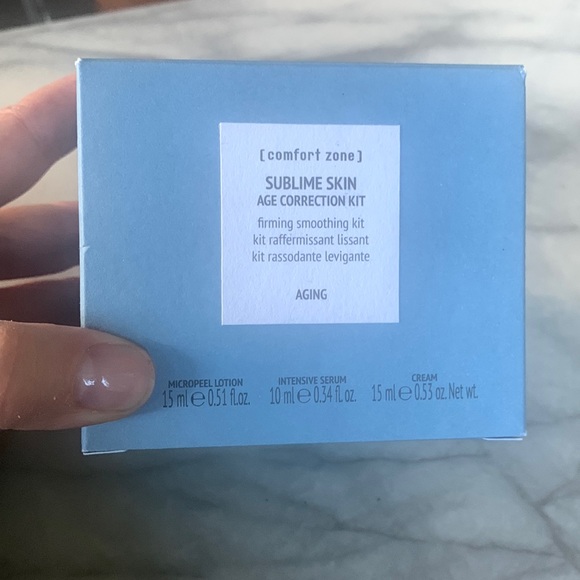 [comfort zone]
SUBLIME SKIN
AGE CORRECTION KIT
firming smoothing kit
kit raffermissant lissant
kit rassodante levigante
AGING
MICROPEEL LOTION
15 ml ℮ 0.51 fl.oz.
INTENSIVE SERUM
10 ml ℮ 0.34 fl.oz.
CREAM
15 ml ℮ 0.53 oz. Net wt.